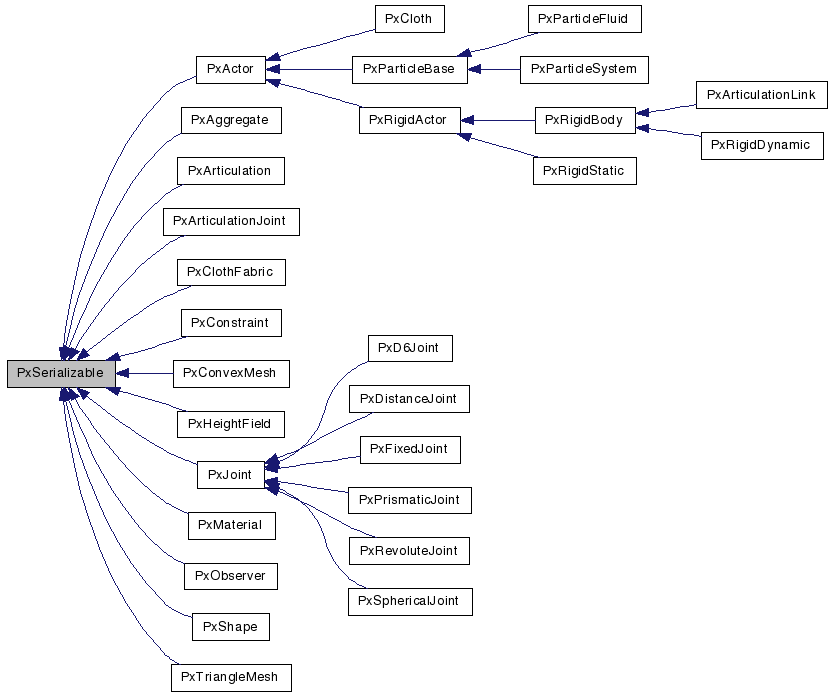 PxCloth
PxParticleFluid
PxActor
PxParticleBase
PxParticleSystem
PxArticulationLink
PxAggregate
PxRigidActor
PxRigidBody
PxRigidDynamic
PxArticulation
PxRigidStatic
PxArticulationJoint
PxClothFabric
PxConstraint
PxD6Joint
PxSerializable
PxConvexMesh
PxDistanceJoint
PxHeightField
PxFixedJoint
PxJoint
PxPrismaticJoint
PxMaterial
PxRevoluteJoint
PxObserver
PxSphericalJoint
PxShape
PxTriangleMesh